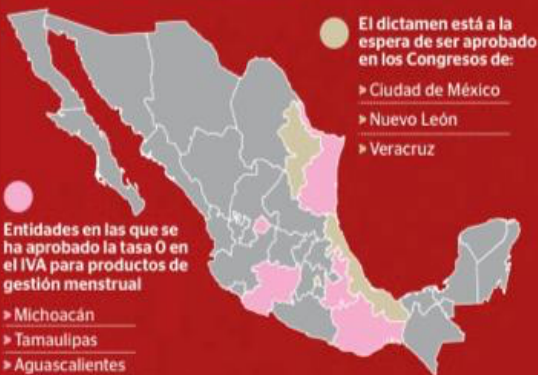 El dictamen está a la
espera de ser aprobado
en los Congresos de:
▸ Ciudad de México
▸ Nuevo León
▸ Veracruz
Entidades en las que se
ha aprobado la tasa 0 en
el IVA para productos de
gestión menstrual
▸ Michoacán
▸ Tamaulipas
▸ Aguascalientes